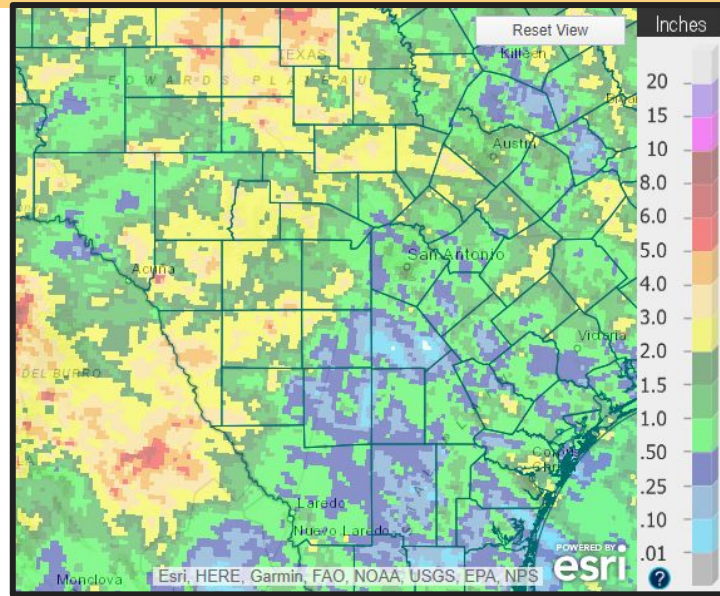 Reset View
Inches
TEXAS
EDWARDS PLATEAU
Killeen
Austin
Acuna
San Antonio
Victoria
DEL BURRO
Laredo
Nuevo Laredo
Monclova
20
15
10
8.0
6.0
5.0
4.0
3.0
2.0
1.5
1.0
.50
.25
.10
.01
?
POWERED BY
esri
Esri, HERE, Garmin, FAO, NOAA, USGS, EPA, NPS